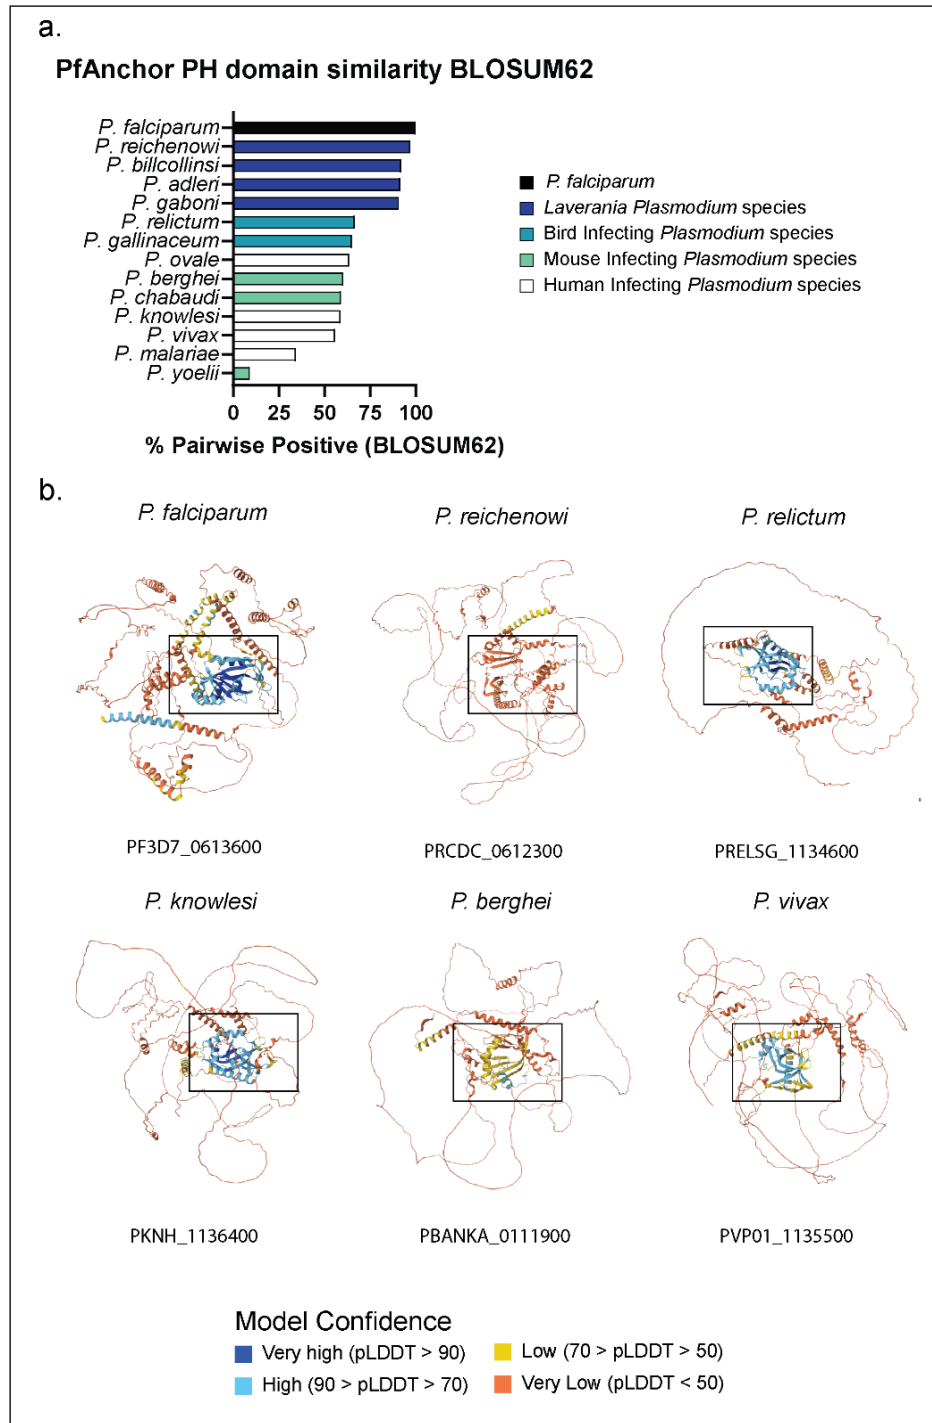 a.
PfAnchor PH domain similarity BLOSUM62
P. falciparum
P. reichenowi
P. billcollinsi
P. adleri
P. gaboni
P. relictum
P. gallinaceum
P. ovale
P. berghei
P. chabaudi
P. knowlesi
P. vivax
P. malariae
P. yoelii
0 25 50 75 100
% Pairwise Positive (BLOSUM62)
P. falciparum
Laverania Plasmodium species
Bird Infecting Plasmodium species
Mouse Infecting Plasmodium species
Human Infecting Plasmodium species
b.
P. falciparum
P. reichenowi
P. relictum
PF3D7_0613600
PRCDC_0612300
PRELSG_1134600
P. knowlesi
P. berghei
P. vivax
PKNH_1136400
PBANKA_0111900
PVP01_1135500
Model Confidence
Very high (pLDDT > 90)
Low (70 > pLDDT > 50)
High (90 > pLDDT > 70)
Very Low (pLDDT < 50)